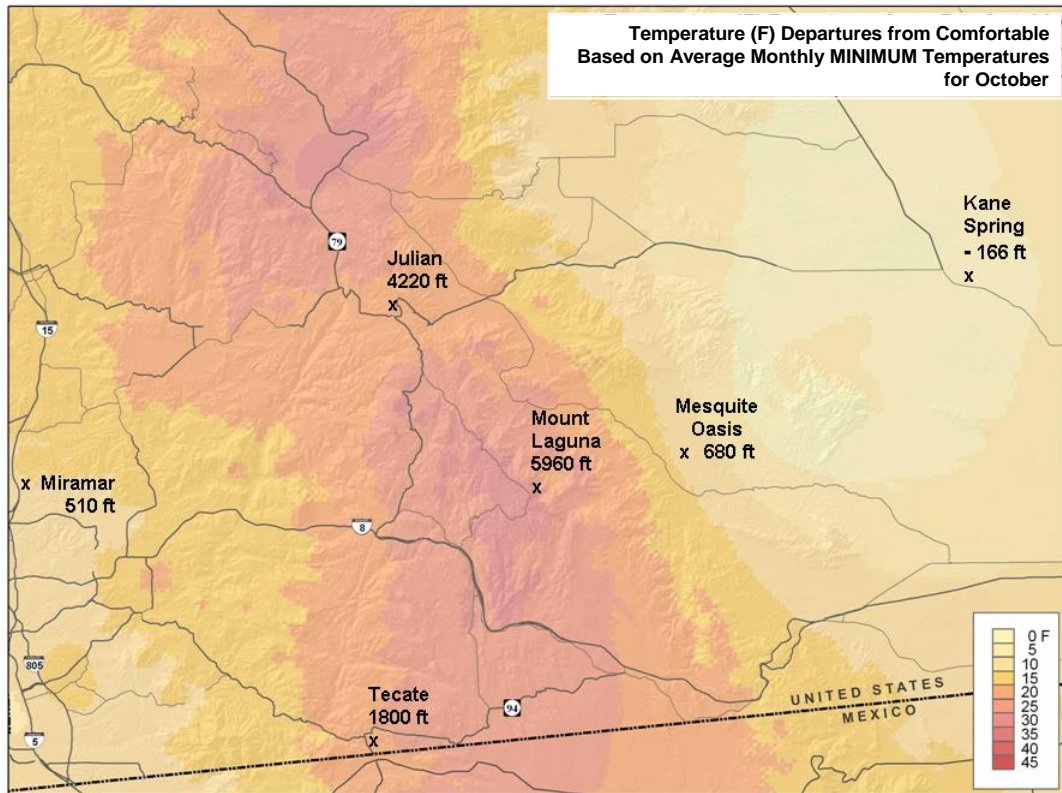 Temperature (F) Departures from Comfortable
Based on Average Monthly MINIMUM Temperatures
for October
Kane
Spring
- 166 ft
x
79
Julian
4220 ft
x
15
Mount
Laguna
5960 ft
x
Mesquite
Oasis
x 680 ft
x Miramar
510 ft
8
805
Tecate
1800 ft
x
94
5
UNITED STATES
MEXICO
0 F
5
10
15
20
25
30
35
40
45